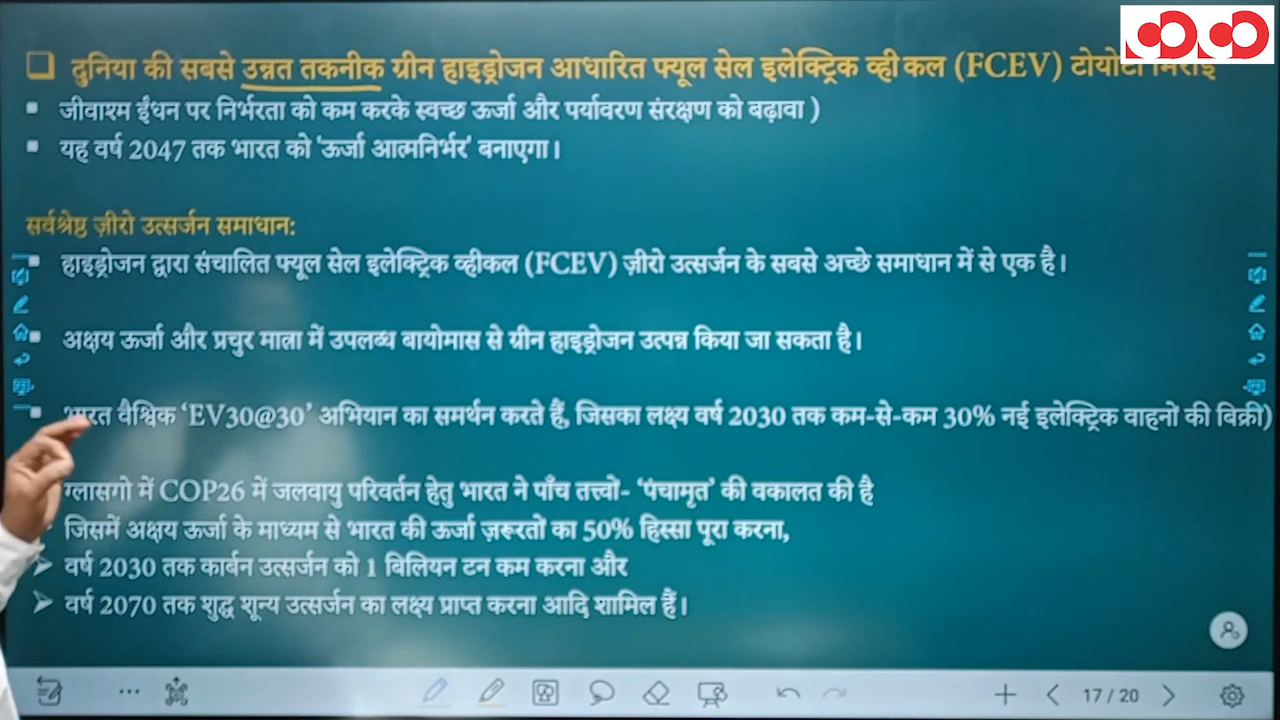 दुनिया की सबसे उन्नत तकनीक ग्रीन हाइड्रोजन आधारित फ्यूल सेल इलेक्ट्रिक व्हीकल (FCEV) टोयोटा मिराई
जीवाश्म ईंधन पर निर्भरता को कम करके स्वच्छ ऊर्जा और पर्यावरण संरक्षण को बढ़ावा )
यह वर्ष 2047 तक भारत को 'ऊर्जा आत्मनिर्भर' बनाएगा।
सर्वश्रेष्ठ ज़ीरो उत्सर्जन समाधान:
हाइड्रोजन द्वारा संचालित फ्यूल सेल इलेक्ट्रिक व्हीकल (FCEV) ज़ीरो उत्सर्जन के सबसे अच्छे समाधान में से एक है।
अक्षय ऊर्जा और प्रचुर मात्रा में उपलब्ध बायोमास से ग्रीन हाइड्रोजन उत्पन्न किया जा सकता है।
भारत वैश्विक ‘EV30@30’ अभियान का समर्थन करते हैं, जिसका लक्ष्य वर्ष 2030 तक कम-से-कम 30% नई इलेक्ट्रिक वाहनों की बिक्री)
ग्लासगो में COP26 में जलवायु परिवर्तन हेतु भारत ने पाँच तत्त्वों- ‘पंचामृत’ की वकालत की है
जिसमें अक्षय ऊर्जा के माध्यम से भारत की ऊर्जा ज़रूरतों का 50% हिस्सा पूरा करना,
वर्ष 2030 तक कार्बन उत्सर्जन को 1 बिलियन टन कम करना और
वर्ष 2070 तक शुद्ध शून्य उत्सर्जन का लक्ष्य प्राप्त करना आदि शामिल हैं।
17 / 20